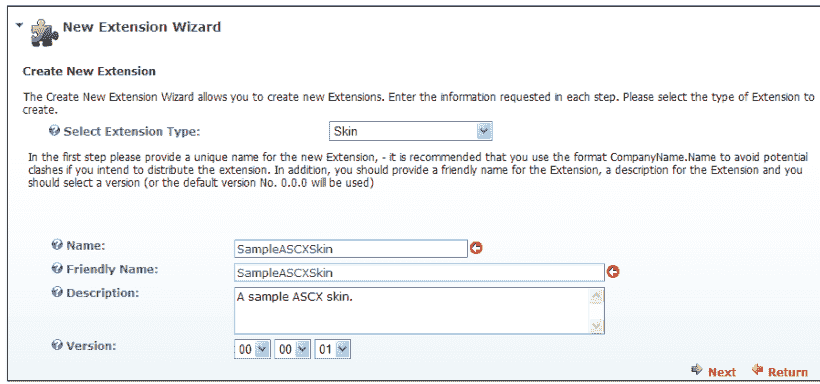 New Extension Wizard
Create New Extension
The Create New Extension Wizard allows you to create new Extensions. Enter the information requested in each step. Please select the type of Extension to
create.
Select Extension Type: Skin
In the first step please provide a unique name for the new Extension, - it is recommended that you use the format CompanyName.Name to avoid potential
clashes if you intend to distribute the extension. In addition, you should provide a friendly name for the Extension, a description for the Extension and you
should select a version (or the default version No. 0.0.0 will be used)
Name: SampleASCXSkin
Friendly Name: SampleASCXSkin
Description: A sample ASCX skin.
Version: 00 00 01
Next Return